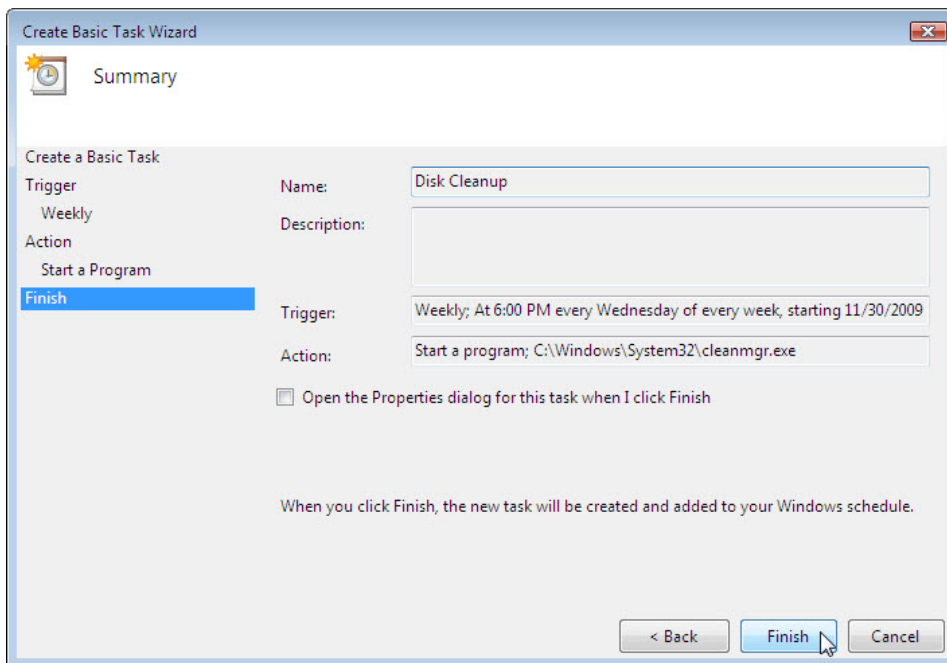 Create Basic Task Wizard
Summary
Create a Basic Task
Trigger
Weekly
Action
Start a Program
Finish
Name:
Disk Cleanup
Description:
Trigger:
Weekly; At 6:00 PM every Wednesday of every week, starting 11/30/2009
Action:
Start a program; C:\Windows\System32\cleanmgr.exe
Open the Properties dialog for this task when I click Finish
When you click Finish, the new task will be created and added to your Windows schedule.
< Back
Finish
Cancel